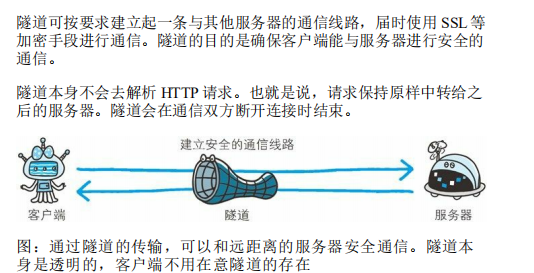 隧道可按要求建立起一条与其他服务器的通信线路，届时使用 SSL 等
加密手段进行通信。隧道的目的是确保客户端能与服务器进行安全的
通信。
隧道本身不会去解析 HTTP 请求。也就是说，请求保持原样中转给之
后的服务器。隧道会在通信双方断开连接时结束。
建立安全的通信线路
客户端
隧道
服务器
图：通过隧道的传输，可以和远距离的服务器安全通信。隧道本
身是透明的，客户端不用在意隧道的存在